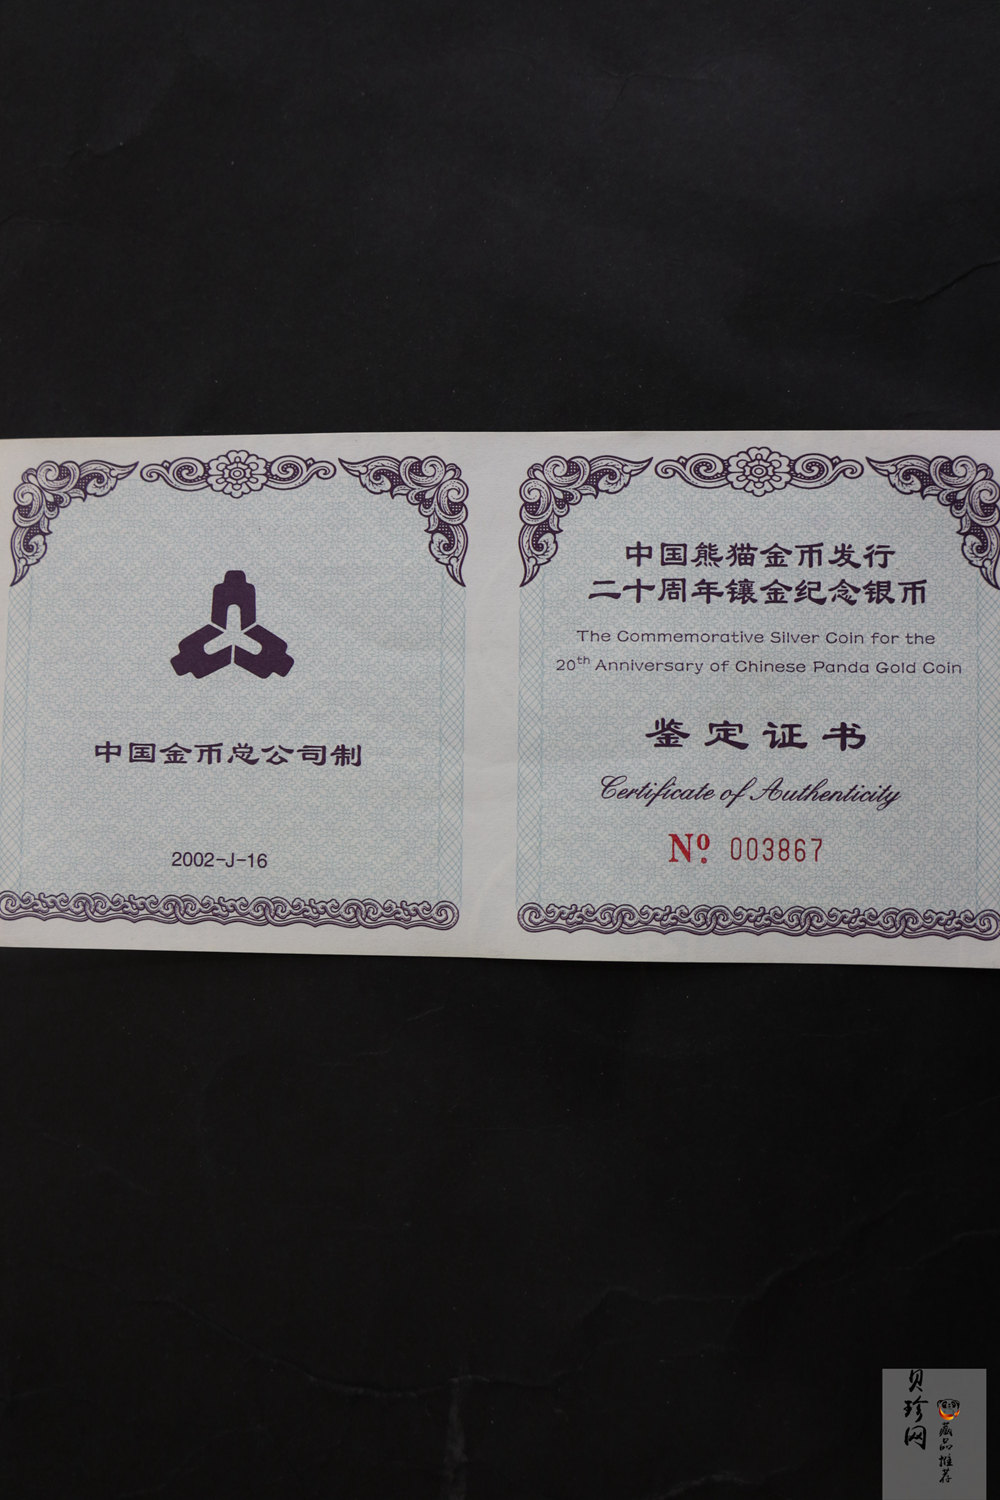 中国金币总公司制
2002-J-16
中国熊猫金币发行
二十周年镶金纪念银币
The Commemorative Silver Coin for the
20th Anniversary of Chinese Panda Gold Coin
鉴定证书
Certificate of Authenticity
Nº. 003867
贝珍网
藏品推荐